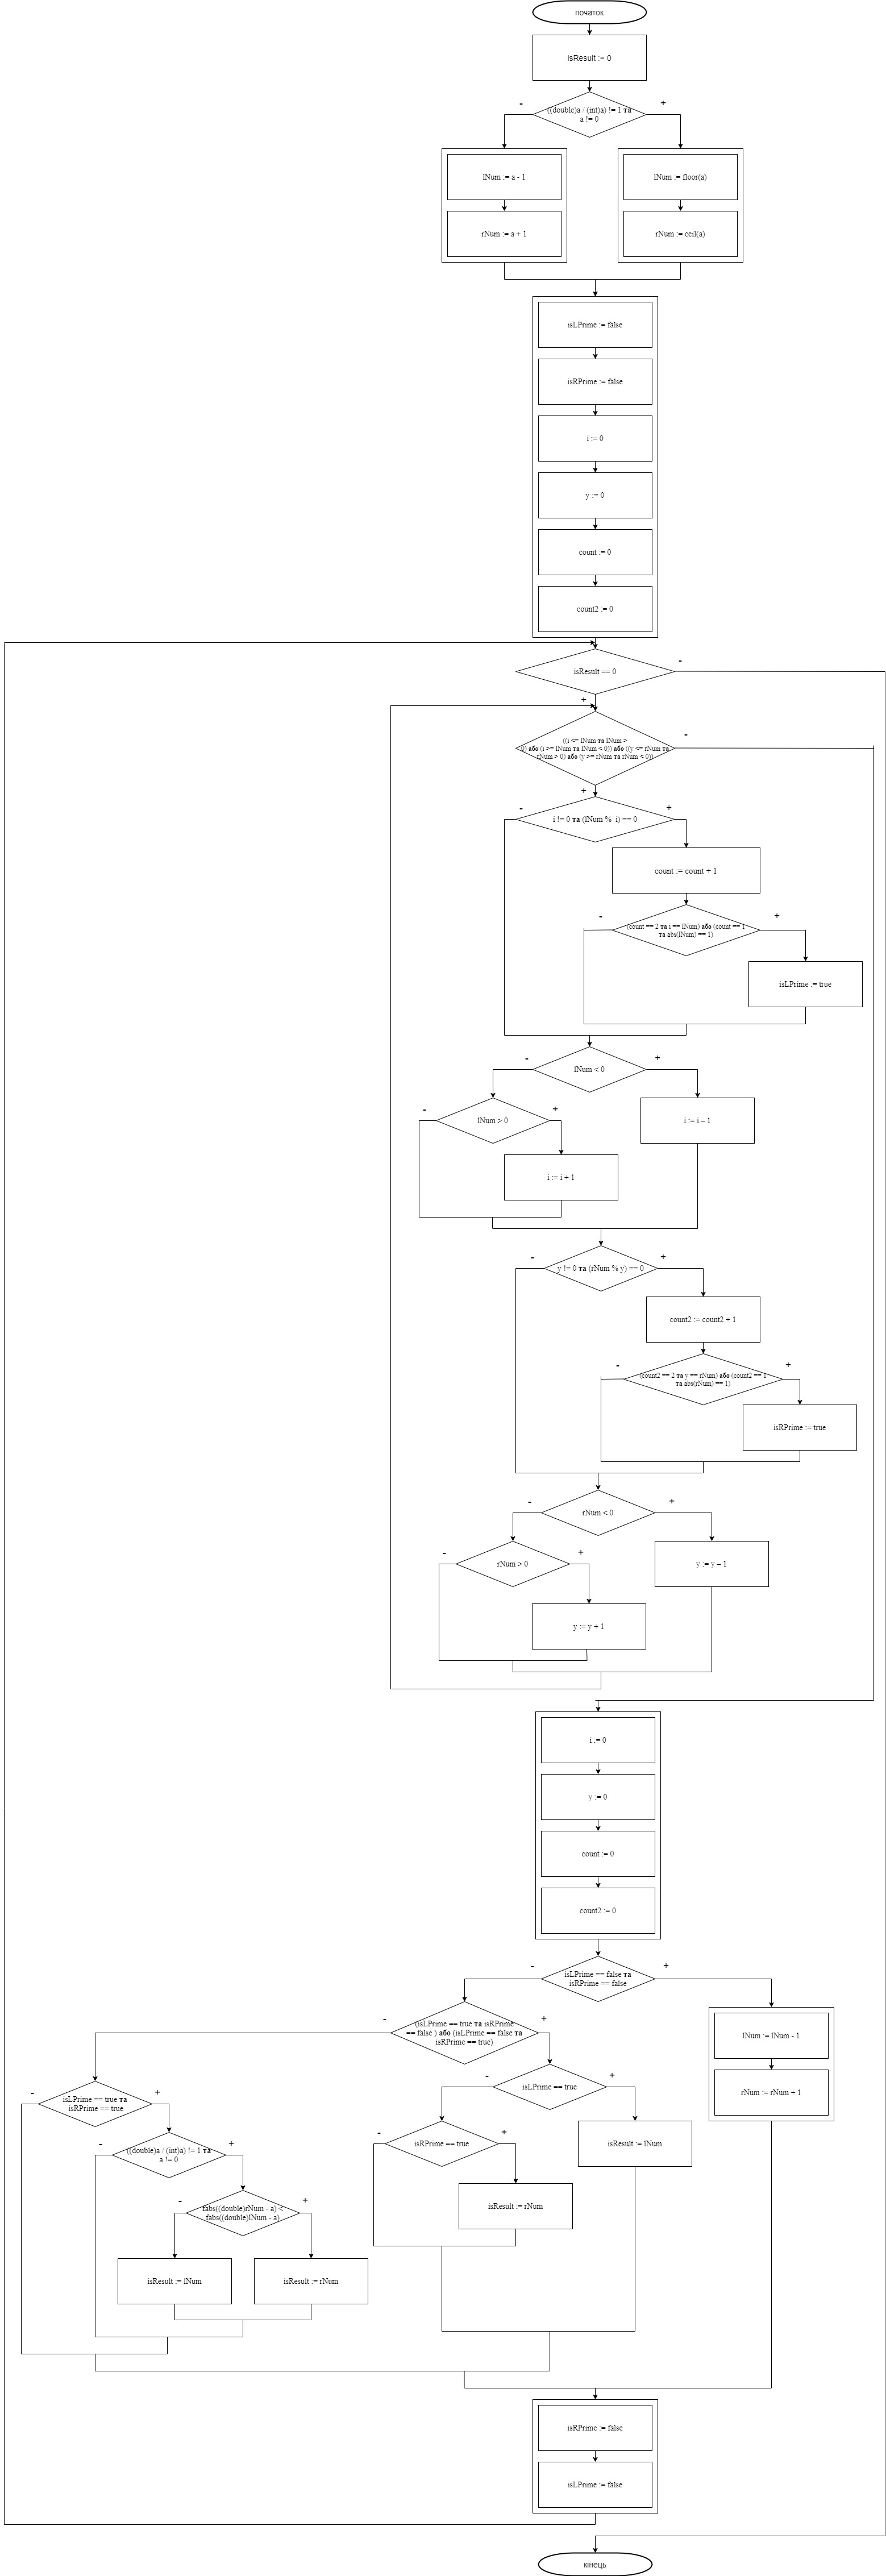 початок
isResult := 0
((double)a / (int)a) != 1 та
a != 0
-
+
lNum := a - 1
lNum := floor(a)
rNum := a + 1
rNum := ceil(a)
isLPrime := false
isRPrime := false
i := 0
y := 0
count := 0
count2 := 0
isResult == 0
-
+
((i <= lNum та lNum >
0) або (i >= lNum та lNum < 0)) або ((y <= rNum та
rNum > 0) або (y >= rNum та rNum < 0))
-
+
i != 0 та (lNum % i) == 0
-
+
count := count + 1
(count == 2 та i == lNum) або (count == 1
та abs(lNum) == 1)
-
+
isLPrime := true
lNum < 0
-
+
lNum > 0
-
+
i := i – 1
i := i + 1
y != 0 та (rNum % y) == 0
-
+
count2 := count2 + 1
(count2 == 2 та y == rNum) або (count2 == 1
та abs(rNum) == 1)
-
+
isRPrime := true
rNum < 0
-
+
rNum > 0
-
+
y := y – 1
y := y + 1
i := 0
y := 0
count := 0
count2 := 0
isLPrime == false та
isRPrime == false
-
+
(isLPrime == true та isRPrime
== false ) або (isLPrime == false та
isRPrime == true)
-
+
lNum := lNum - 1
rNum := rNum + 1
isLPrime == true та
isRPrime == true
-
+
isLPrime == true
-
+
((double)a / (int)a) != 1 та
a != 0
-
+
isRPrime == true
-
+
isResult := lNum
fabs((double)rNum - a) <
fabs((double)lNum - a)
-
+
isResult := rNum
isResult := lNum
isResult := rNum
isRPrime := false
isLPrime := false
кінець